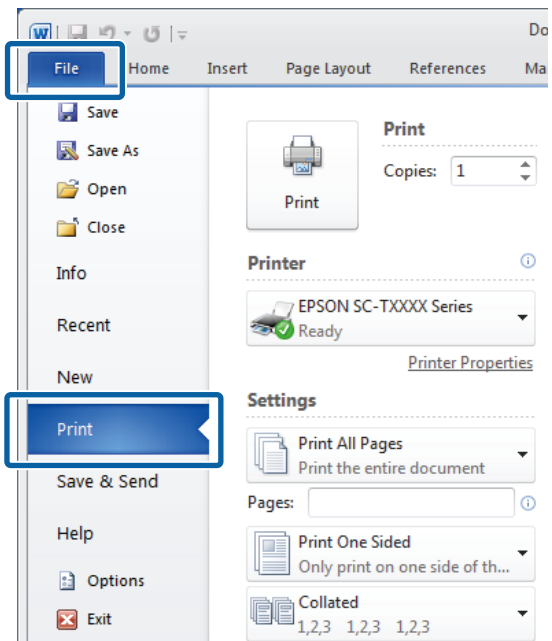 W
Do
File Home Insert Page Layout References Ma
Save
Save As
Open
Close
Info
Recent
New
Print
Save & Send
Help
Options
Exit
Print
Print
Copies: 1
Printer
EPSON SC-TXXXX Series
Ready
Printer Properties
Settings
Print All Pages
Print the entire document
Pages:
Print One Sided
Only print on one side of th...
Collated
1,2,3 1,2,3 1,2,3